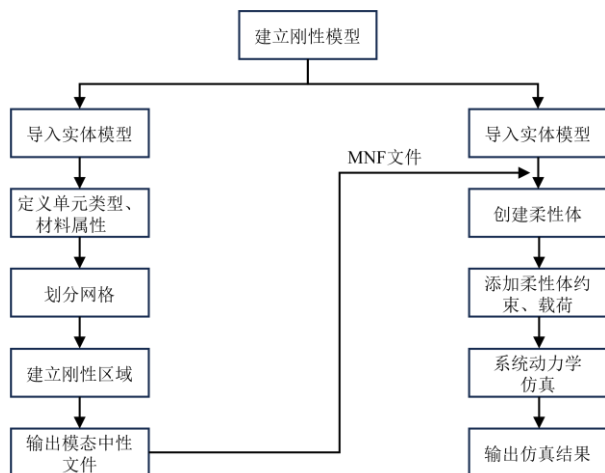 建立刚性模型
导入实体模型
定义单元类型、
材料属性
划分网格
建立刚性区域
输出模态中性
文件
MNF文件
导入实体模型
创建柔性体
添加柔性体约
束、载荷
系统动力学
仿真
输出仿真结果